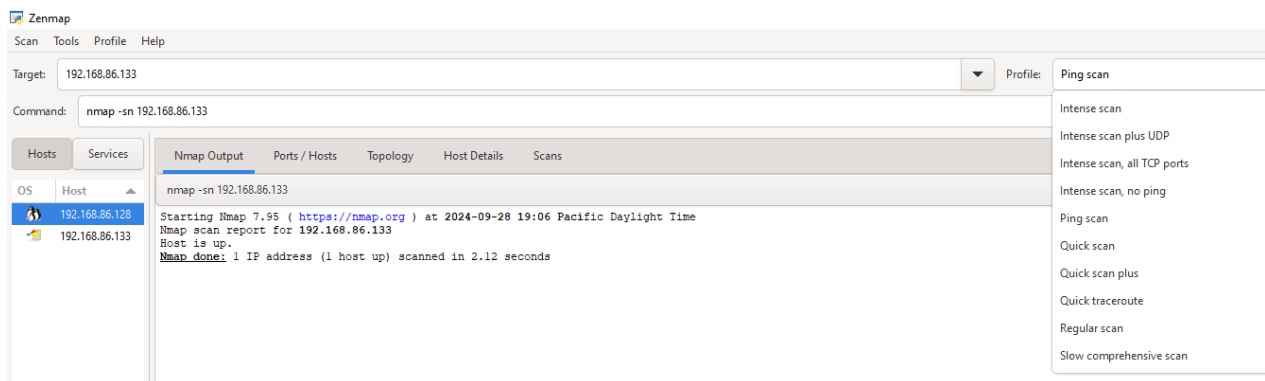 Zenmap
Scan Tools Profile Help
Target: 192.168.86.133 Profile: Ping scan
Command: nmap -sn 192.168.86.133
Intense scan
Intense scan plus UDP
Intense scan, all TCP ports
Intense scan, no ping
Ping scan
Quick scan
Quick scan plus
Quick traceroute
Regular scan
Slow comprehensive scan
Hosts Services
OS Host
192.168.86.128
192.168.86.133
Nmap Output Ports / Hosts Topology Host Details Scans
nmap -sn 192.168.86.133
Starting Nmap 7.95 ( https://nmap.org ) at 2024-09-28 19:06 Pacific Daylight Time
Nmap scan report for 192.168.86.133
Host is up.
Nmap done: 1 IP address (1 host up) scanned in 2.12 seconds